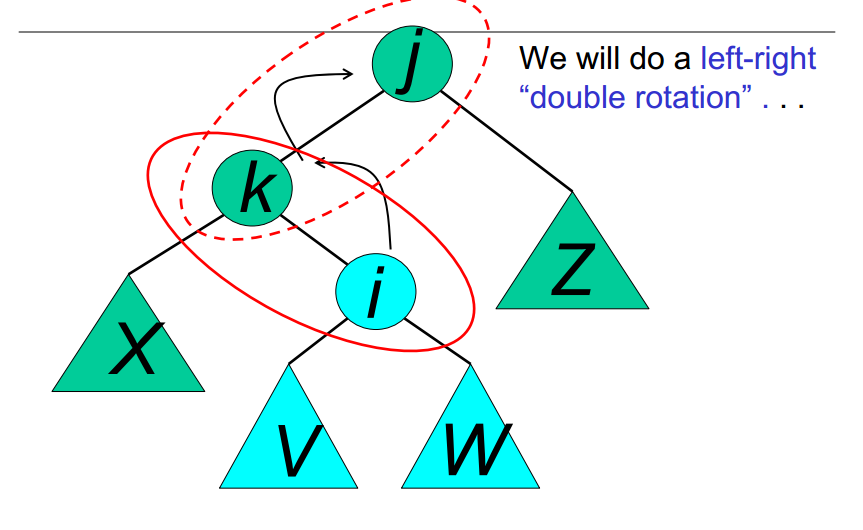 j
We will do a left-right
“double rotation” . . .
k
i
Z
X
V
W